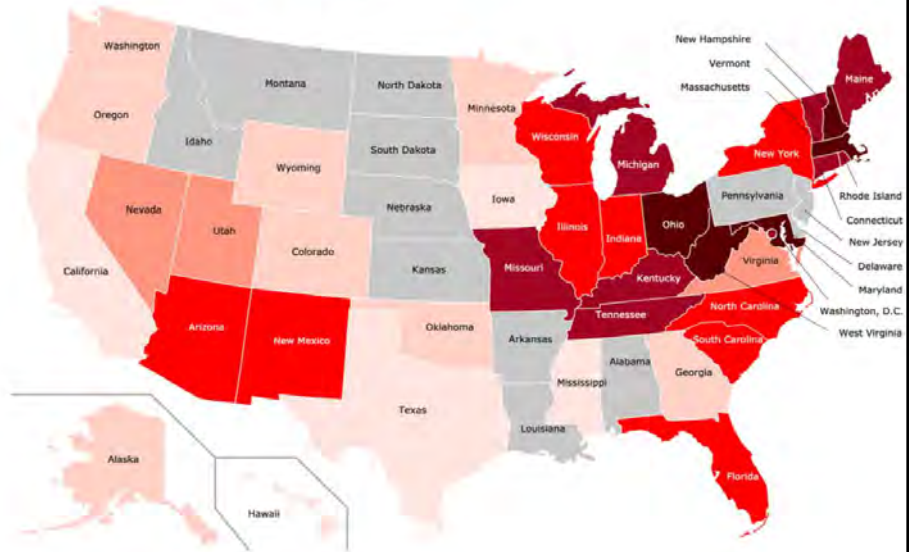 New Hampshire
Washington
Vermont
Maine
Montana
North Dakota
Massachusetts
Minnesota
Oregon
Wisconsin
Idaho
South Dakota
New York
Michigan
Wyoming
Rhode Island
Iowa
Pennsylvania
Nebraska
Connecticut
Nevada
Ohio
Illinois
Indiana
Utah
New Jersey
Colorado
Delaware
Virginia
California
Kansas
Missouri
Kentucky
Maryland
North Carolina
Washington, D.C.
Tennessee
Oklahoma
Arizona
New Mexico
West Virginia
Arkansas
South Carolina
Alabama
Georgia
Mississippi
Texas
Louisiana
Alaska
Florida
Hawaii